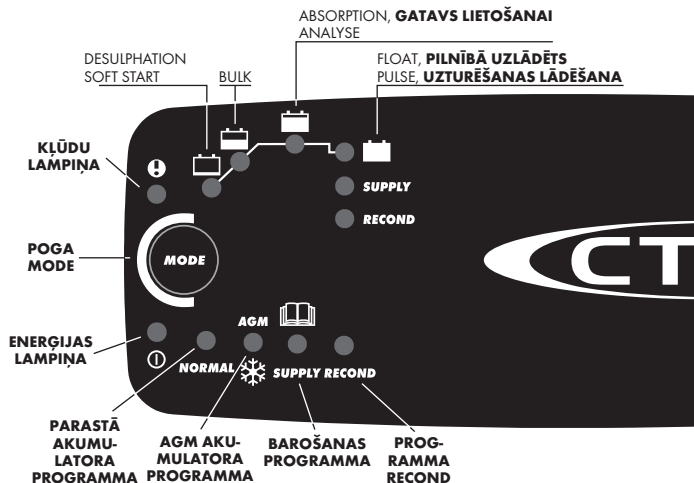 ABSORPTION, GATAVS LIETOŠANAI
ANALYSE
DESULPHATION
SOFT START
BULK
FLOAT, PILNĪBĀ UZLĀDĒTS
PULSE, UZTURĒŠANAS LĀDĒŠANA
KĻŪDU
LAMPIŅA
SUPPLY
RECOND
POGA
MODE
MODE
CT
ENERĢIJAS
LAMPIŅA
AGM
NORMAL
SUPPLY RECOND
PARASTĀ
AKUMU-
LATORA
PROGRAMMA
AGM AKU-
MULATORA
PROGRAMMA
BAROŠANAS
PROGRAMMA
PROG-
RAMMA
RECOND